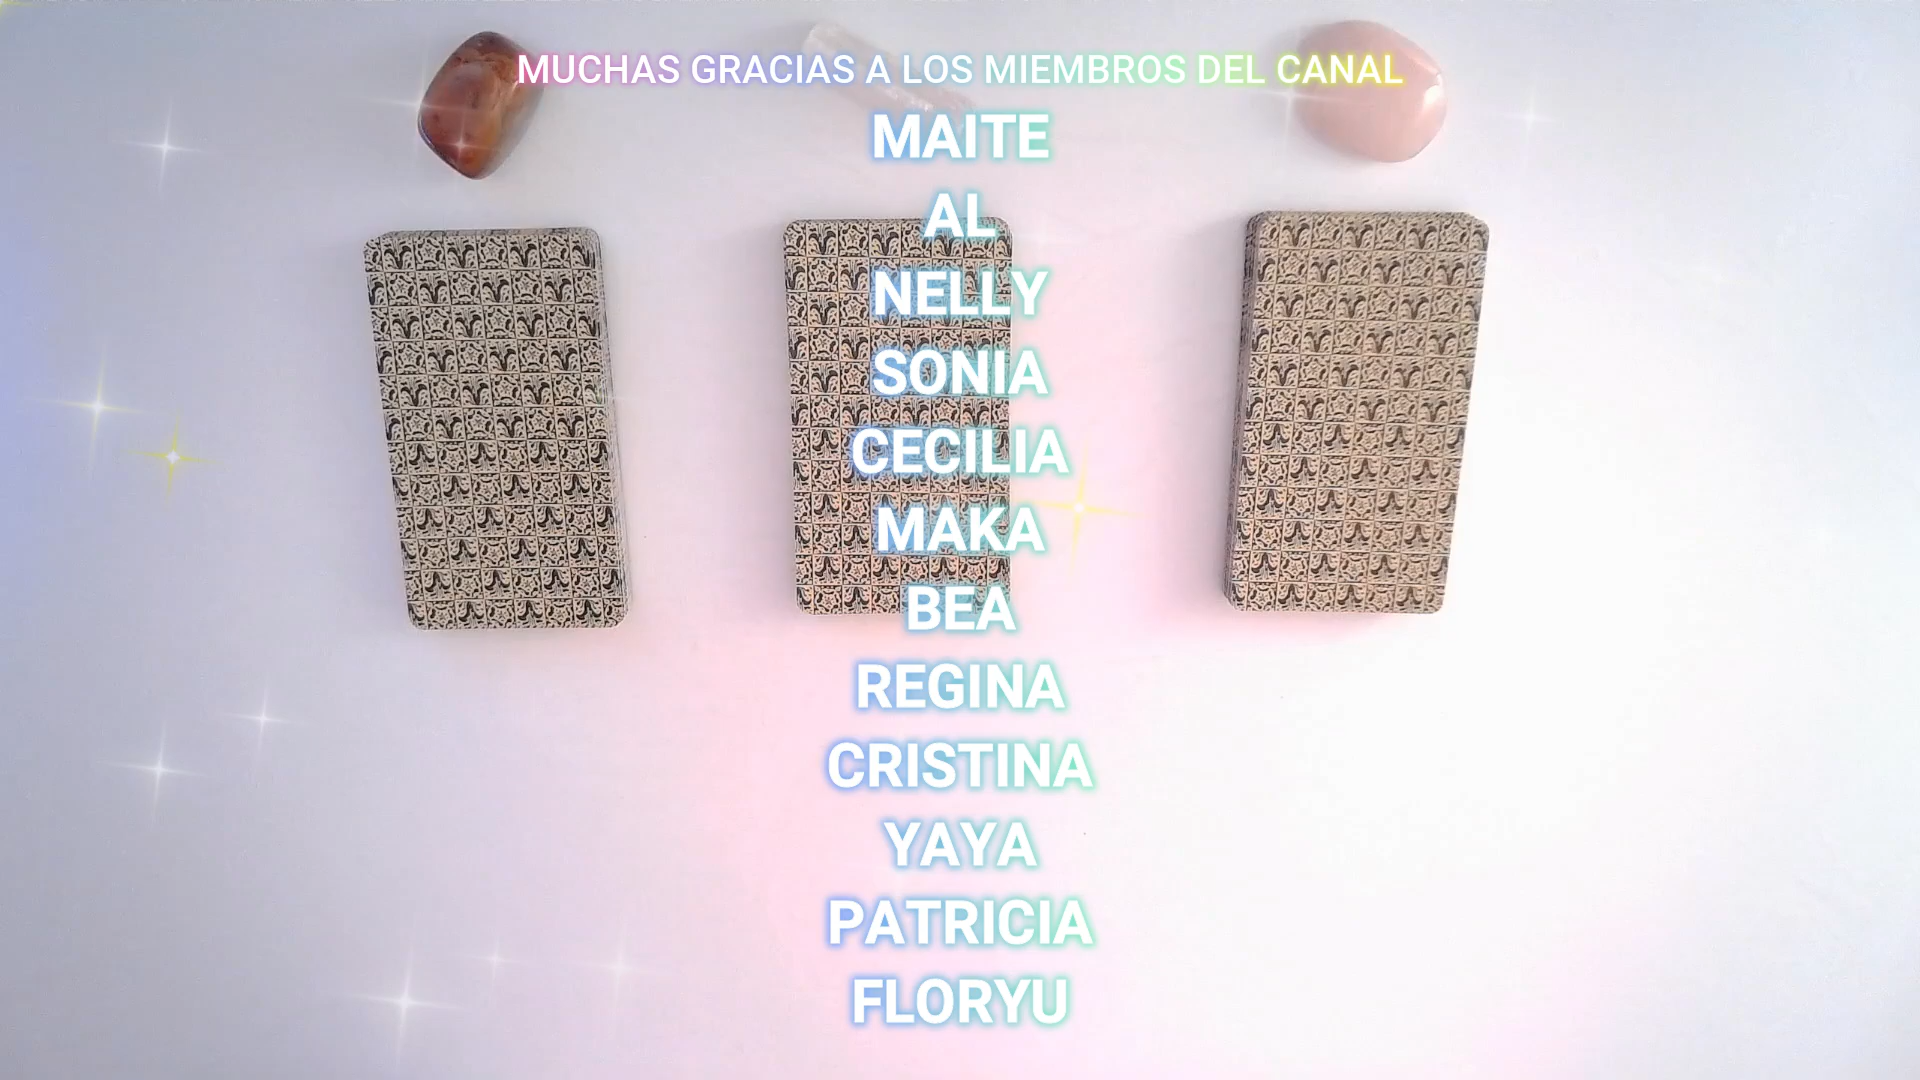 MUCHAS GRACIAS A LOS MIEMBROS DEL CANAL
MAITE
AL
NELLY
SONIA
CECILIA
MAKA
BEA
REGINA
CRISTINA
YAYA
PATRICIA
FLORYU